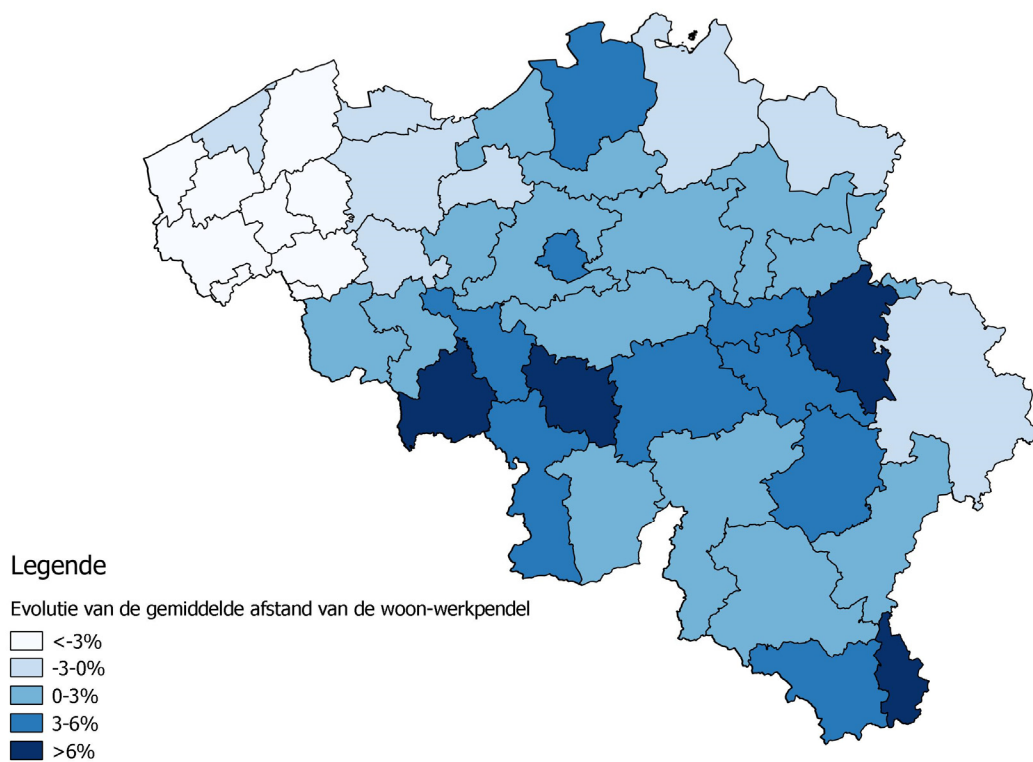 Legende
Evolutie van de gemiddelde afstand van de woon-werkpendel
<-3%
-3-0%
0-3%
3-6%
>6%